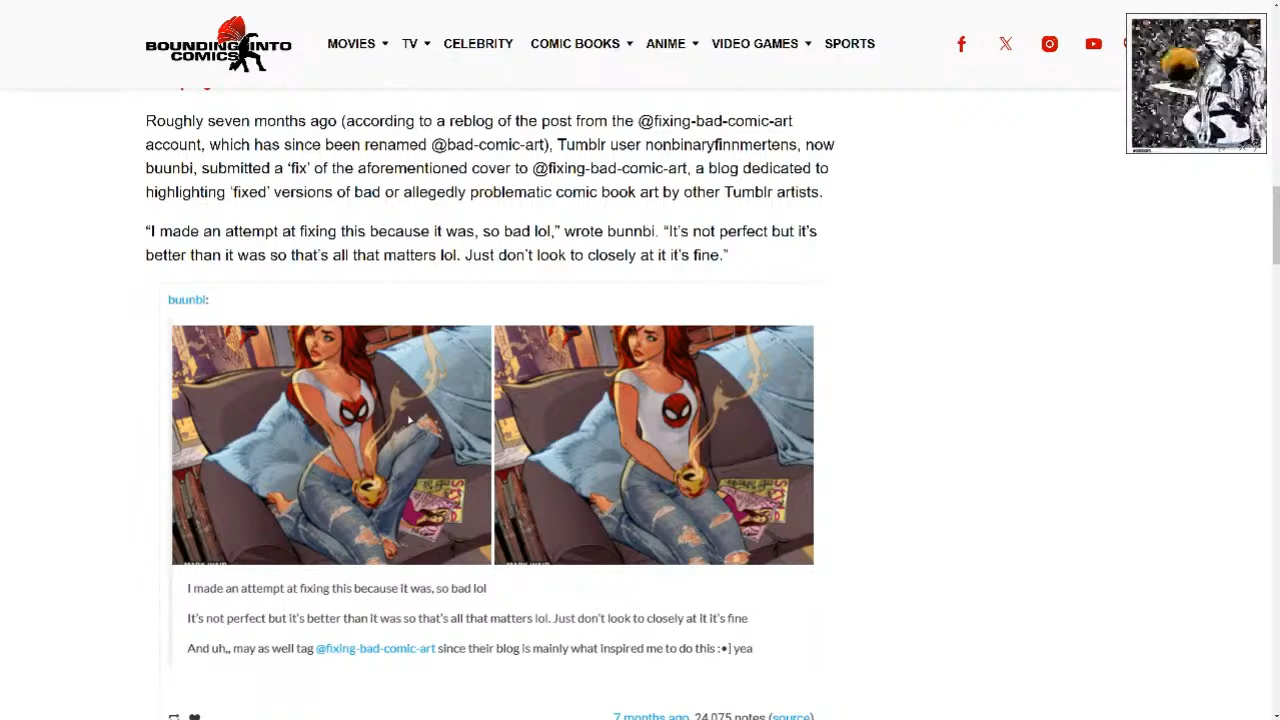 BOUNDING INTO
COMICS
MOVIES TV CELEBRITY COMIC BOOKS ANIME VIDEO GAMES SPORTS
Roughly seven months ago (according to a reblog of the post from the @fixing-bad-comic-art
account, which has since been renamed @bad-comic-art), Tumblr user nonbinaryfinnmertens, now
buunbi, submitted a ‘fix’ of the aforementioned cover to @fixing-bad-comic-art, a blog dedicated to
highlighting ‘fixed’ versions of bad or allegedly problematic comic book art by other Tumblr artists.
“I made an attempt at fixing this because it was, so bad lol,” wrote bunnbi. “It’s not perfect but it’s
better than it was so that’s all that matters lol. Just don’t look to closely at it it’s fine.”
buunbi:
STYLE
MARK WAID
MARK WAID
I made an attempt at fixing this because it was, so bad lol
It's not perfect but it's better than it was so that's all that matters lol. Just don't look to closely at it it's fine
And uh,, may as well tag @fixing-bad-comic-art since their blog is mainly what inspired me to do this :•] yea
7 months ago, 24,075 notes (source)